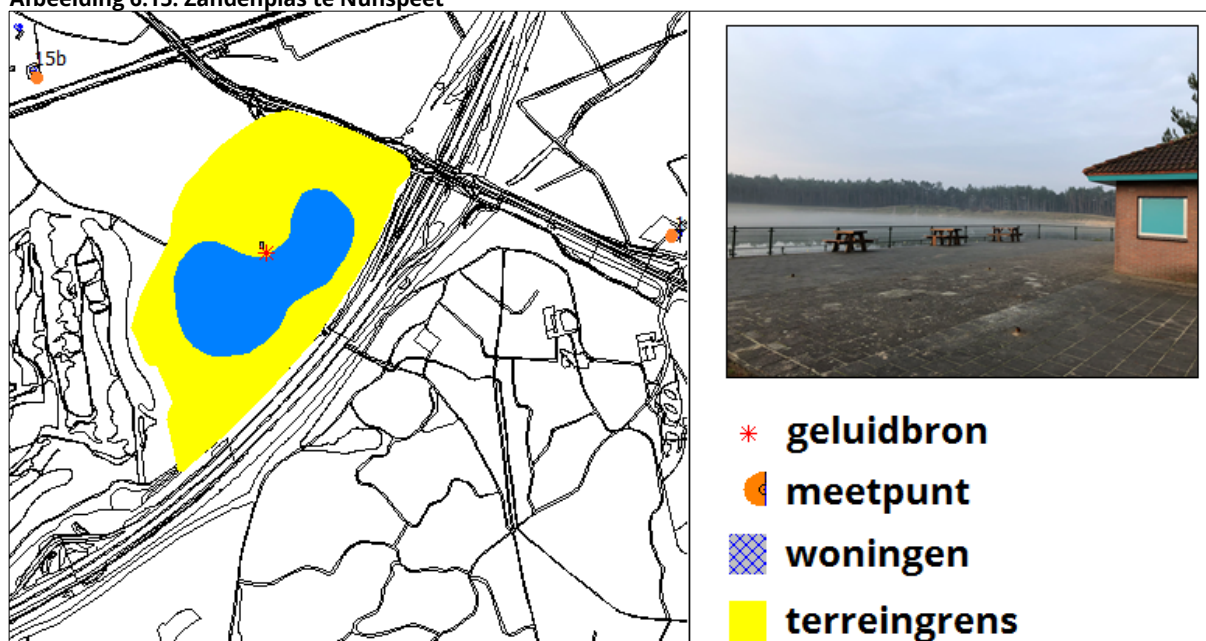 Afbeelding 6.15: Zandenplas te Nunspeet
15b
geluidbron
meetpunt
woningen
terreingrens